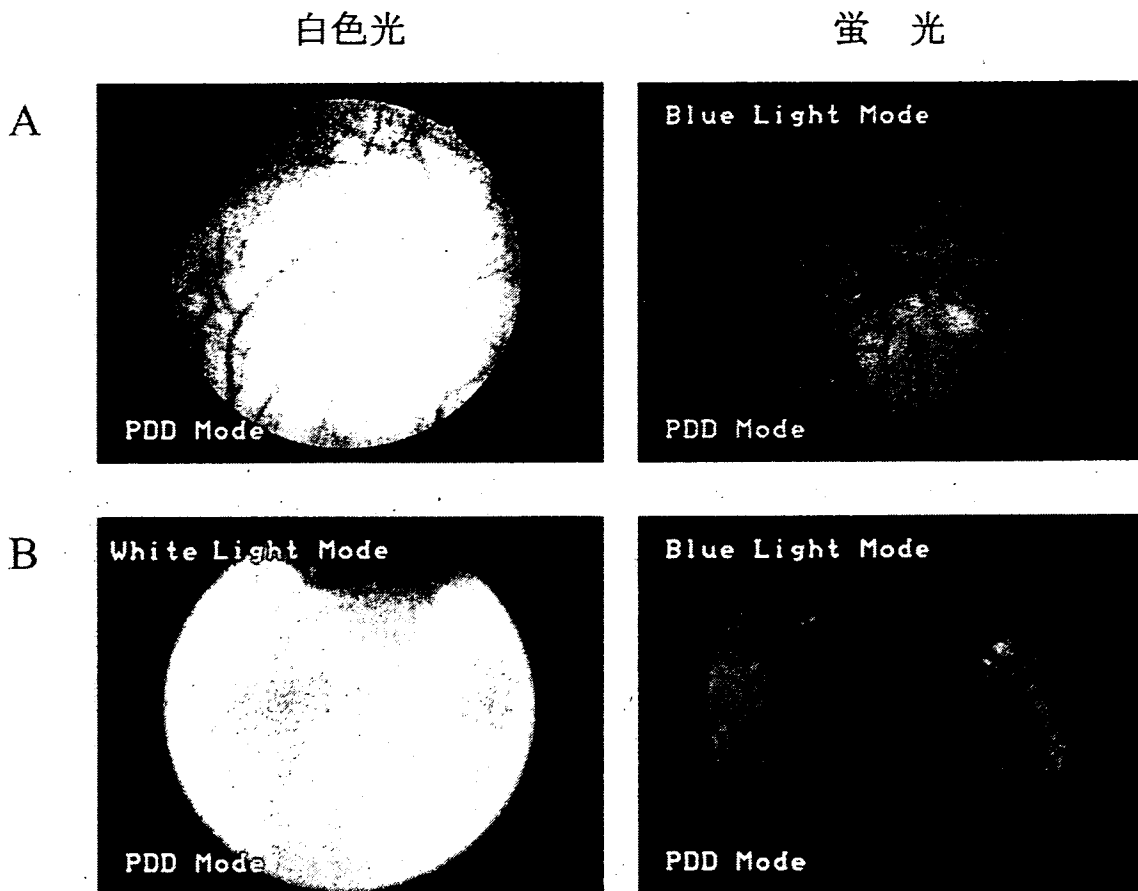 白色光
蛍 光
A
Blue Light Mode
PDD Mode
PDD Mode
B
White Light Mode
Blue Light Mode
PDD Mode
PDD Mode